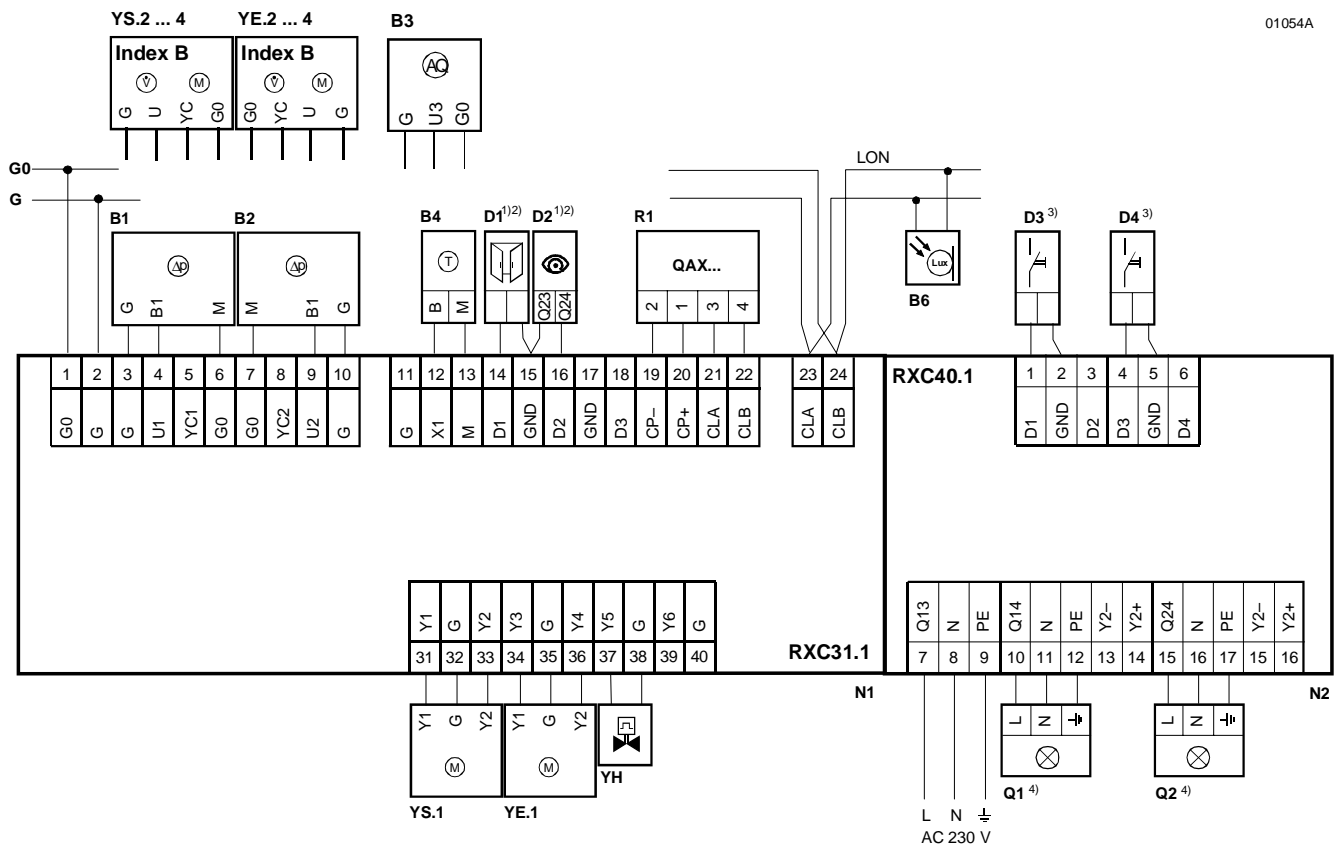 YS.2 ... 4 YE.2 ... 4 B3 01054A
Index B Index B
V̇ M V̇ M AQ
G U YC G0 G0 YC U G G U3 G0
G0
LON
G
B1 B2 B4 D1 1)2) D2 1)2) R1 D3 3) D4 3)
Δp Δp T QAX... Lux
G B1 M M B1 G B M Q23 Q24 2 1 3 4
B6
1 2 3 4 5 6 7 8 9 10 11 12 13 14 15 16 17 18 19 20 21 22 23 24 RXC40.1 1 2 3 4 5 6
G0 G G U1 YC1 G0 G0 YC2 U2 G G X1 M D1 GND D2 GND D3 CP– CP+ CLA CLB CLA CLB D1 GND D2 D3 GND D4
Y1 G Y2 Y3 G Y4 Y5 G Y6 G Q13 N PE Q14 N PE Y2– Y2+ Q24 N PE Y2– Y2+
31 32 33 34 35 36 37 38 39 40 RXC31.1 7 8 9 10 11 12 13 14 15 16 17 15 16
N1 N2
Y1 G Y2 Y1 G Y2 L N L N
M M
YH
YS.1 YE.1 Q1 4) Q2 4)
L N
AC 230 V